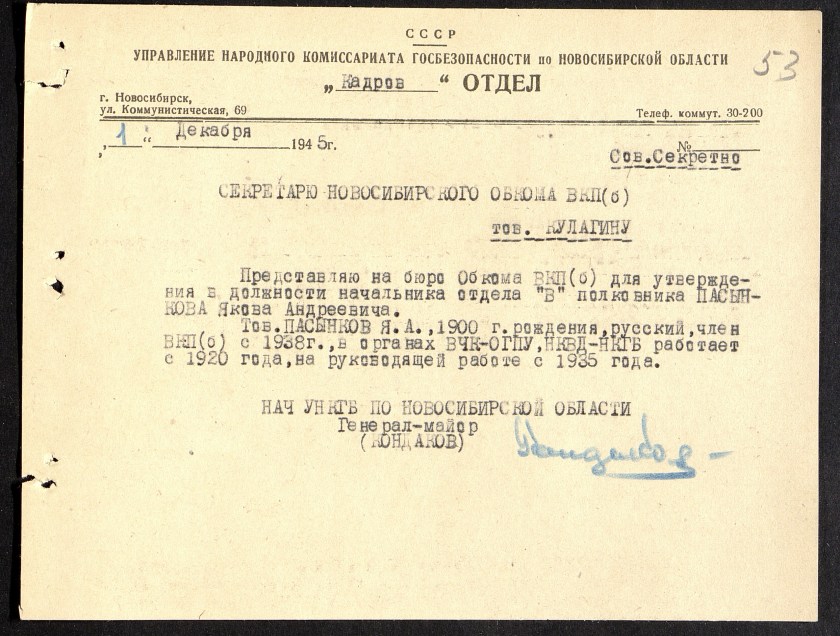 СССР
53
УПРАВЛЕНИЕ НАРОДНОГО КОМИССАРИАТА ГОСБЕЗОПАСНОСТИ по НОВОСИБИРСКОЙ ОБЛАСТИ
„Кадров“ ОТДЕЛ
г. Новосибирск,
ул. Коммунистическая, 69
Телеф. коммут. 30-200
„1“ Декабря 1945г.
№
Сов.Секретно
СЕКРЕТАРЮ НОВОСИБИРСКОГО ОБКОМА ВКП(б)
тов. КУЛАГИНУ
Представляю на бюро Обкома ВКП(б) для утвержде-
ния в должности начальника отдела "В" полковника ПАСЫН-
КОВА Якова Андреевича.
Тов.ПАСЫНКОВ Я.А.,1900 г.рождения,русский,член
ВКП(б) с 1938г.,в органах ВЧК-ОГПУ,НКВД-НКГБ работает
с 1920 года,на руководящей работе с 1935 года.
НАЧ УНКГБ ПО НОВОСИБИРСКОЙ ОБЛАСТИ
Генерал-майор
(КОНДАКОВ)
Кондаков